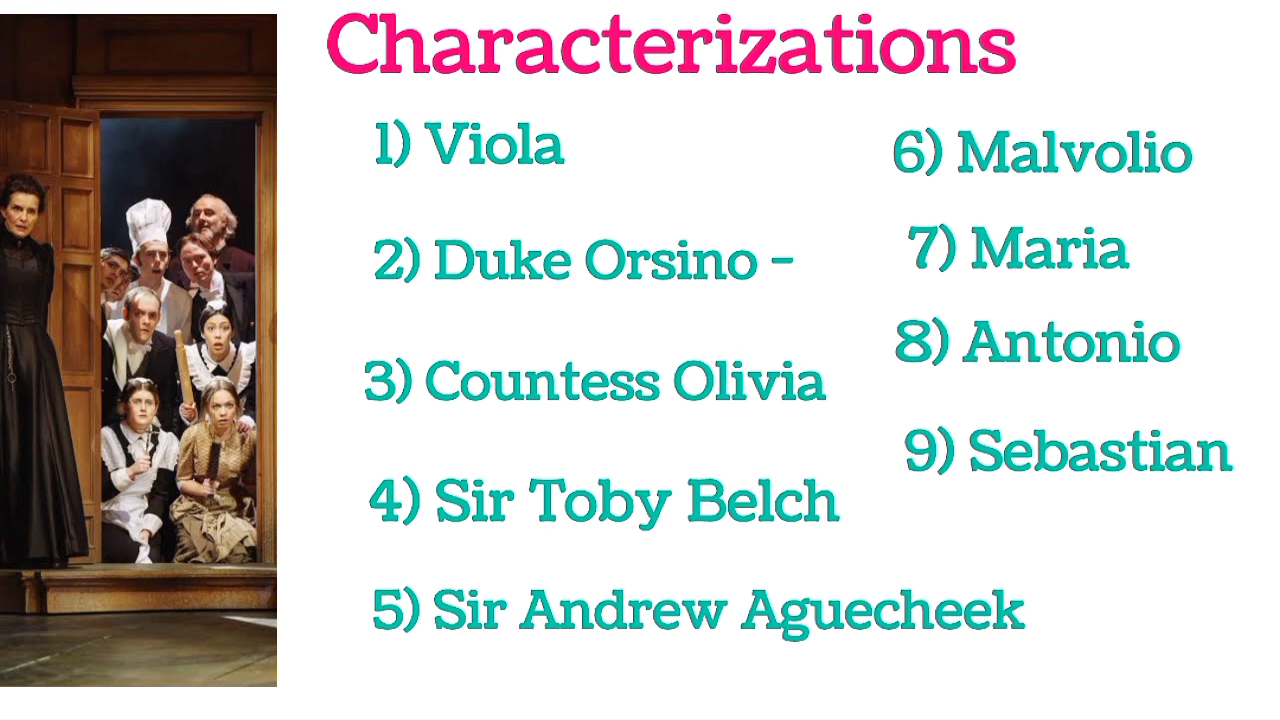 Characterizations
1) Viola
2) Duke Orsino -
3) Countess Olivia
4) Sir Toby Belch
5) Sir Andrew Aguecheek
6) Malvolio
7) Maria
8) Antonio
9) Sebastian